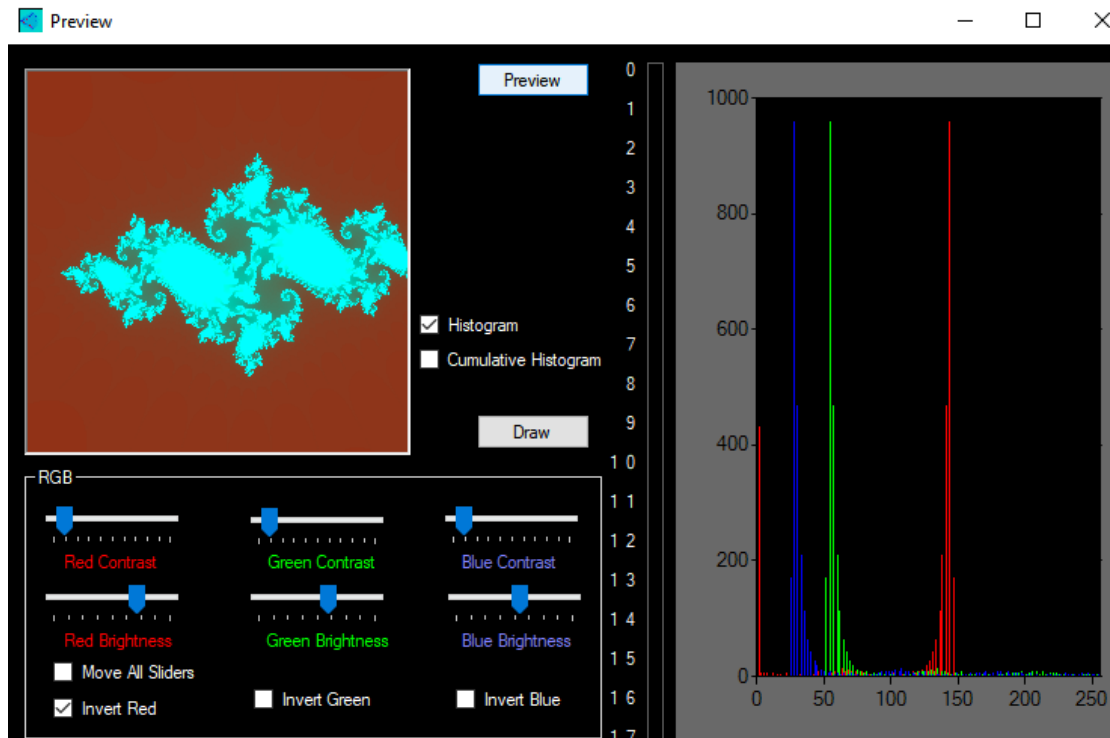 Preview
Preview
Histogram
Cumulative Histogram
Draw
RGB
Red Contrast Green Contrast Blue Contrast
Red Brightness Green Brightness Blue Brightness
Move All Sliders
Invert Red Invert Green Invert Blue
0
1
2
3
4
5
6
7
8
9
1 0
1 1
1 2
1 3
1 4
1 5
1 6
1 7
1000
800
600
400
200
0
0 50 100 150 200 250